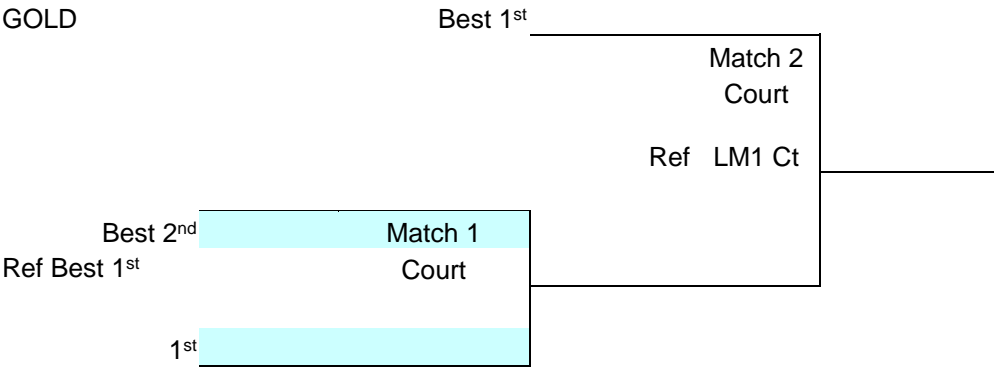 GOLD Best 1st
Match 2
Court
Ref LM1 Ct
Best 2nd Match 1
Ref Best 1st Court
1st